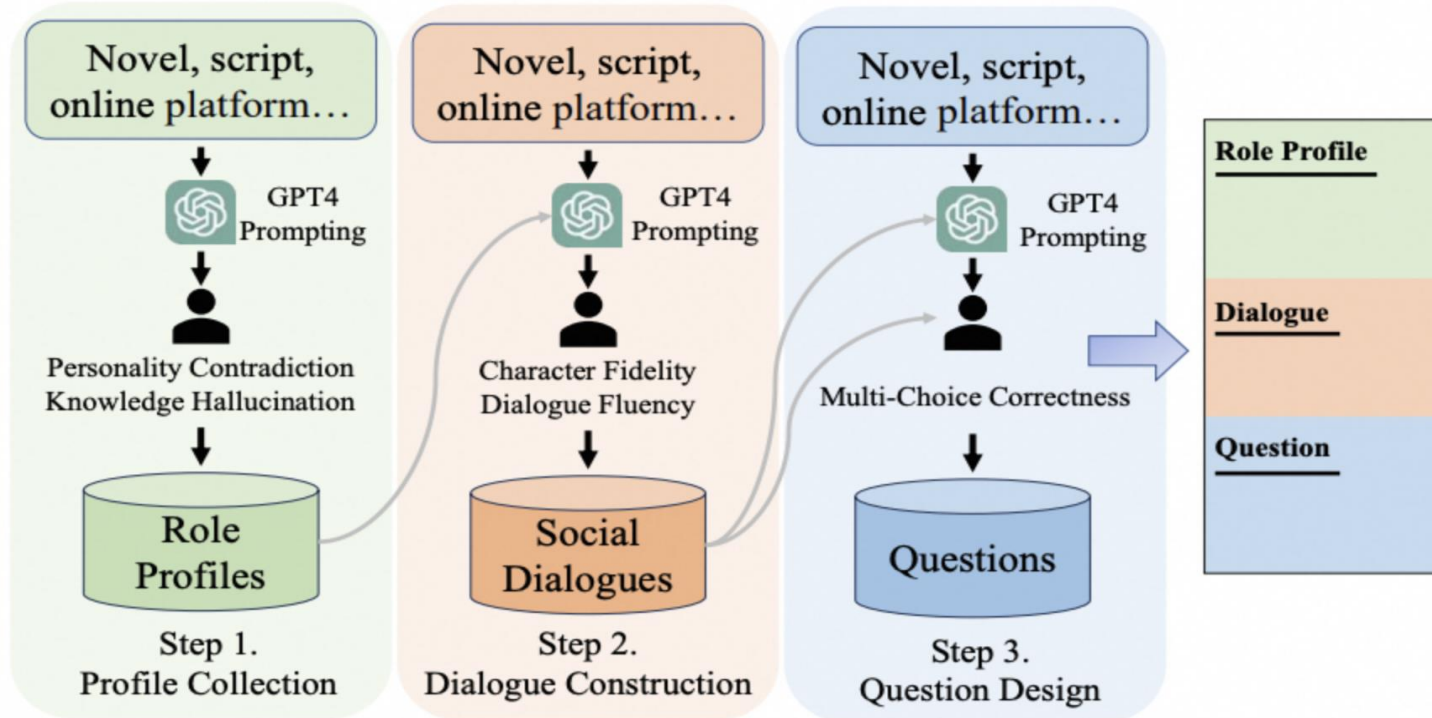 Novel, script,
online platform…
GPT4
Prompting
Personality Contradiction
Knowledge Hallucination
Role
Profiles
Step 1.
Profile Collection
Novel, script,
online platform…
GPT4
Prompting
Character Fidelity
Dialogue Fluency
Social
Dialogues
Step 2.
Dialogue Construction
Novel, script,
online platform…
GPT4
Prompting
Multi-Choice Correctness
Questions
Step 3.
Question Design
Role Profile
Dialogue
Question